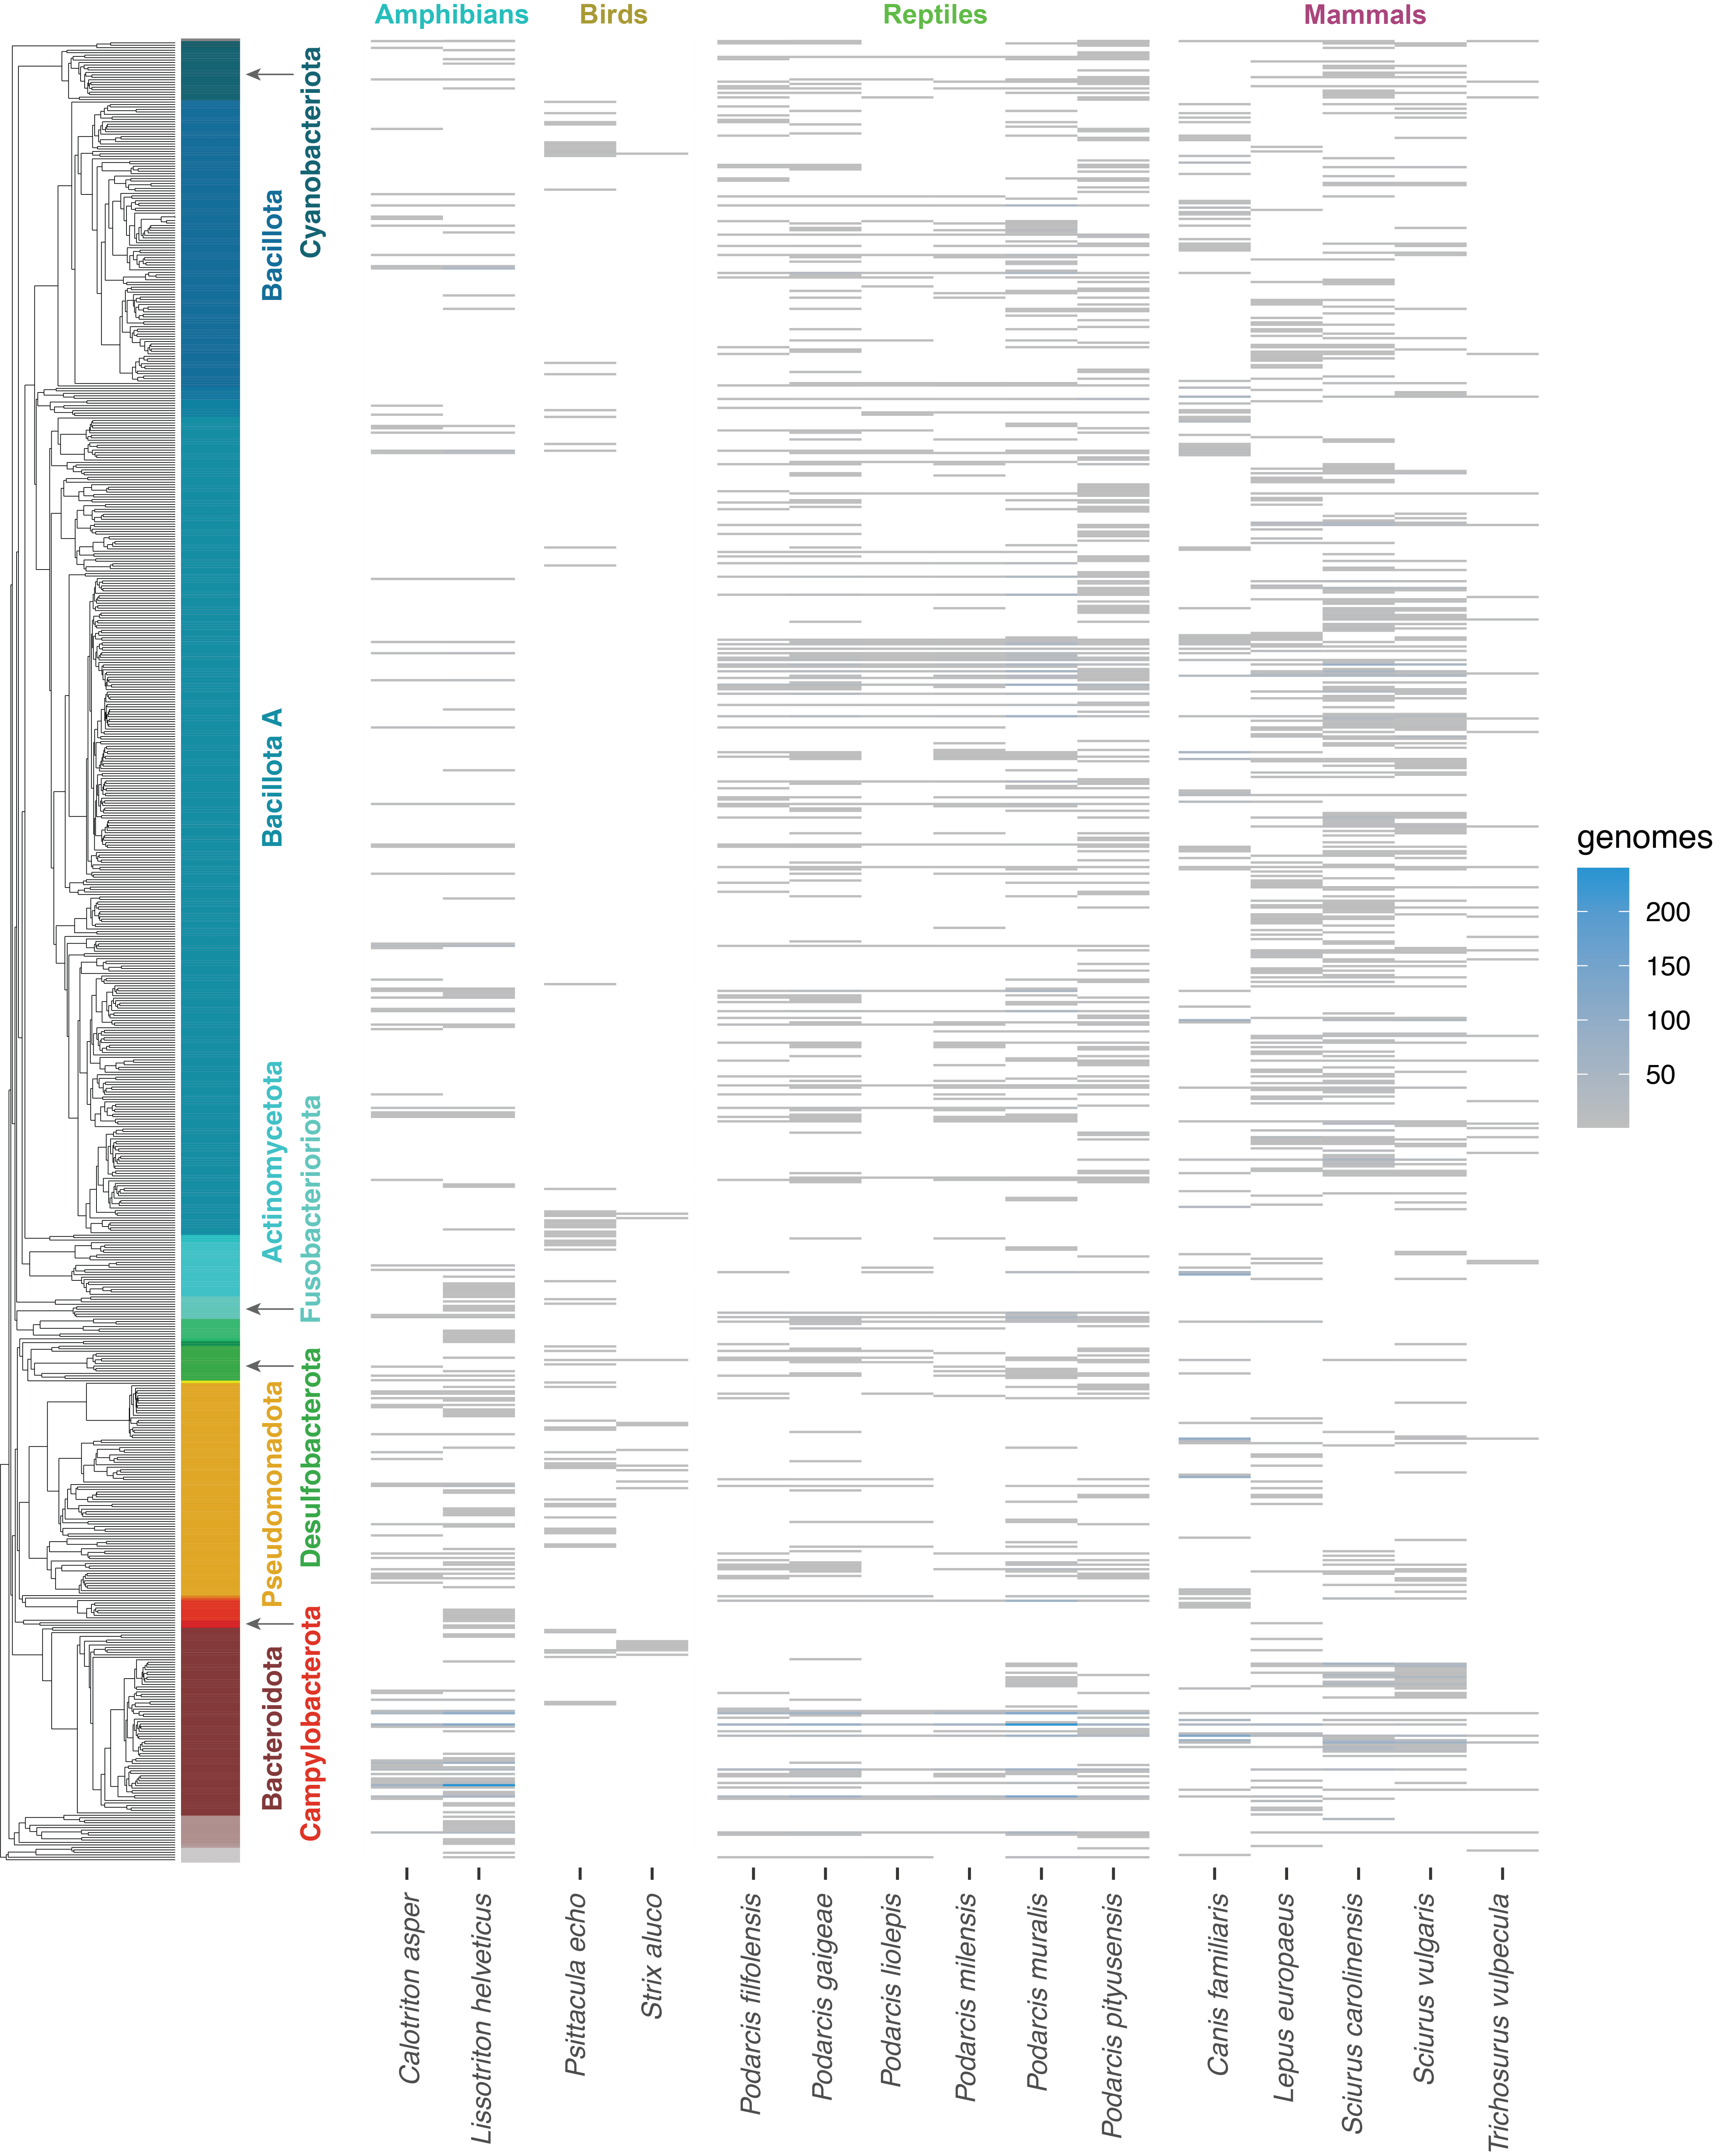 Amphibians
Birds
Reptiles
Mammals
Cyanobacteriota
Bacillota
Bacillota A
Actinomycetota
Fusobacterioriota
Desulfobacterota
Pseudomonadota
Campylobacterota
Bacteroidota
genomes
200
150
100
50
Calotriton asper
Lissotriton helveticus
Psittacula echo
Strix aluco
Podarcis filfolensis
Podarcis gaigeae
Podarcis liolepis
Podarcis milensis
Podarcis muralis
Podarcis pityusensis
Canis familiaris
Lepus europaeus
Sciurus carolinensis
Sciurus vulgaris
Trichosurus vulpecula